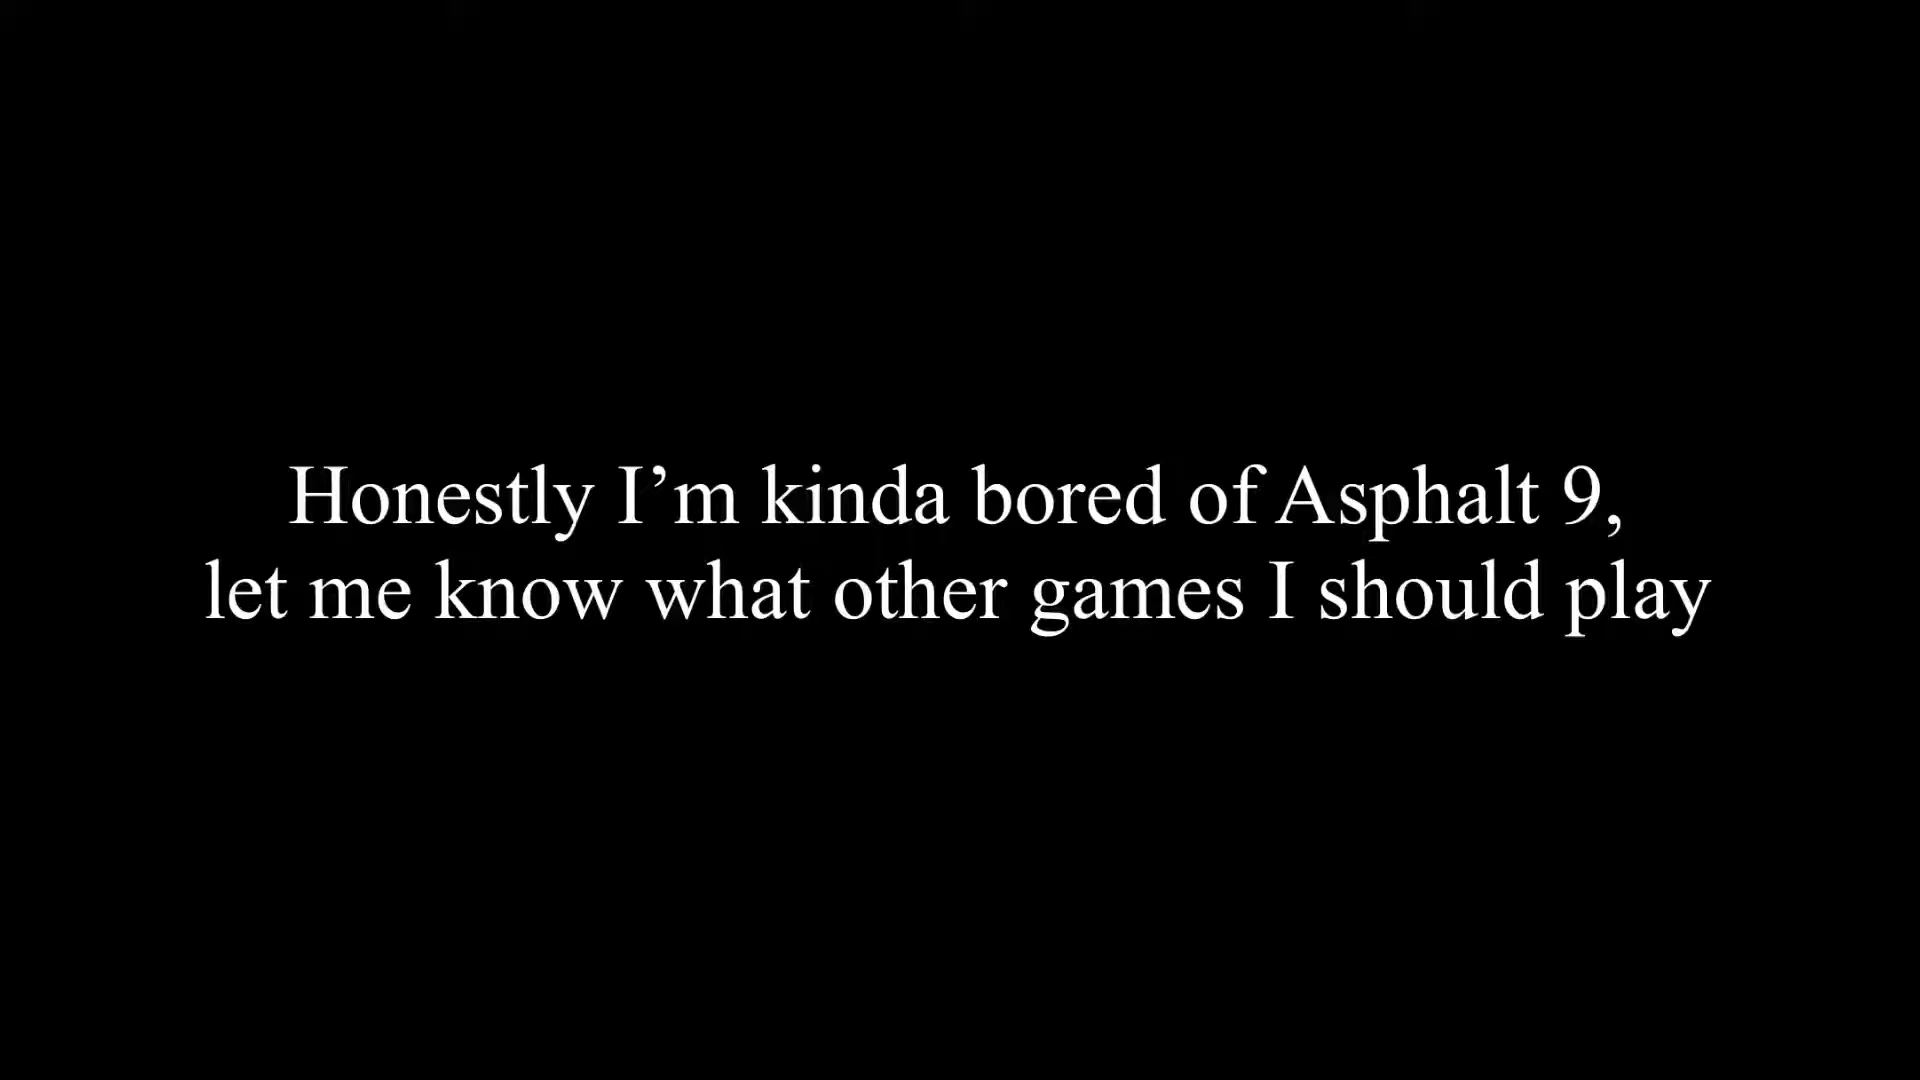 Honestly I’m kinda bored of Asphalt 9,
let me know what other games I should play